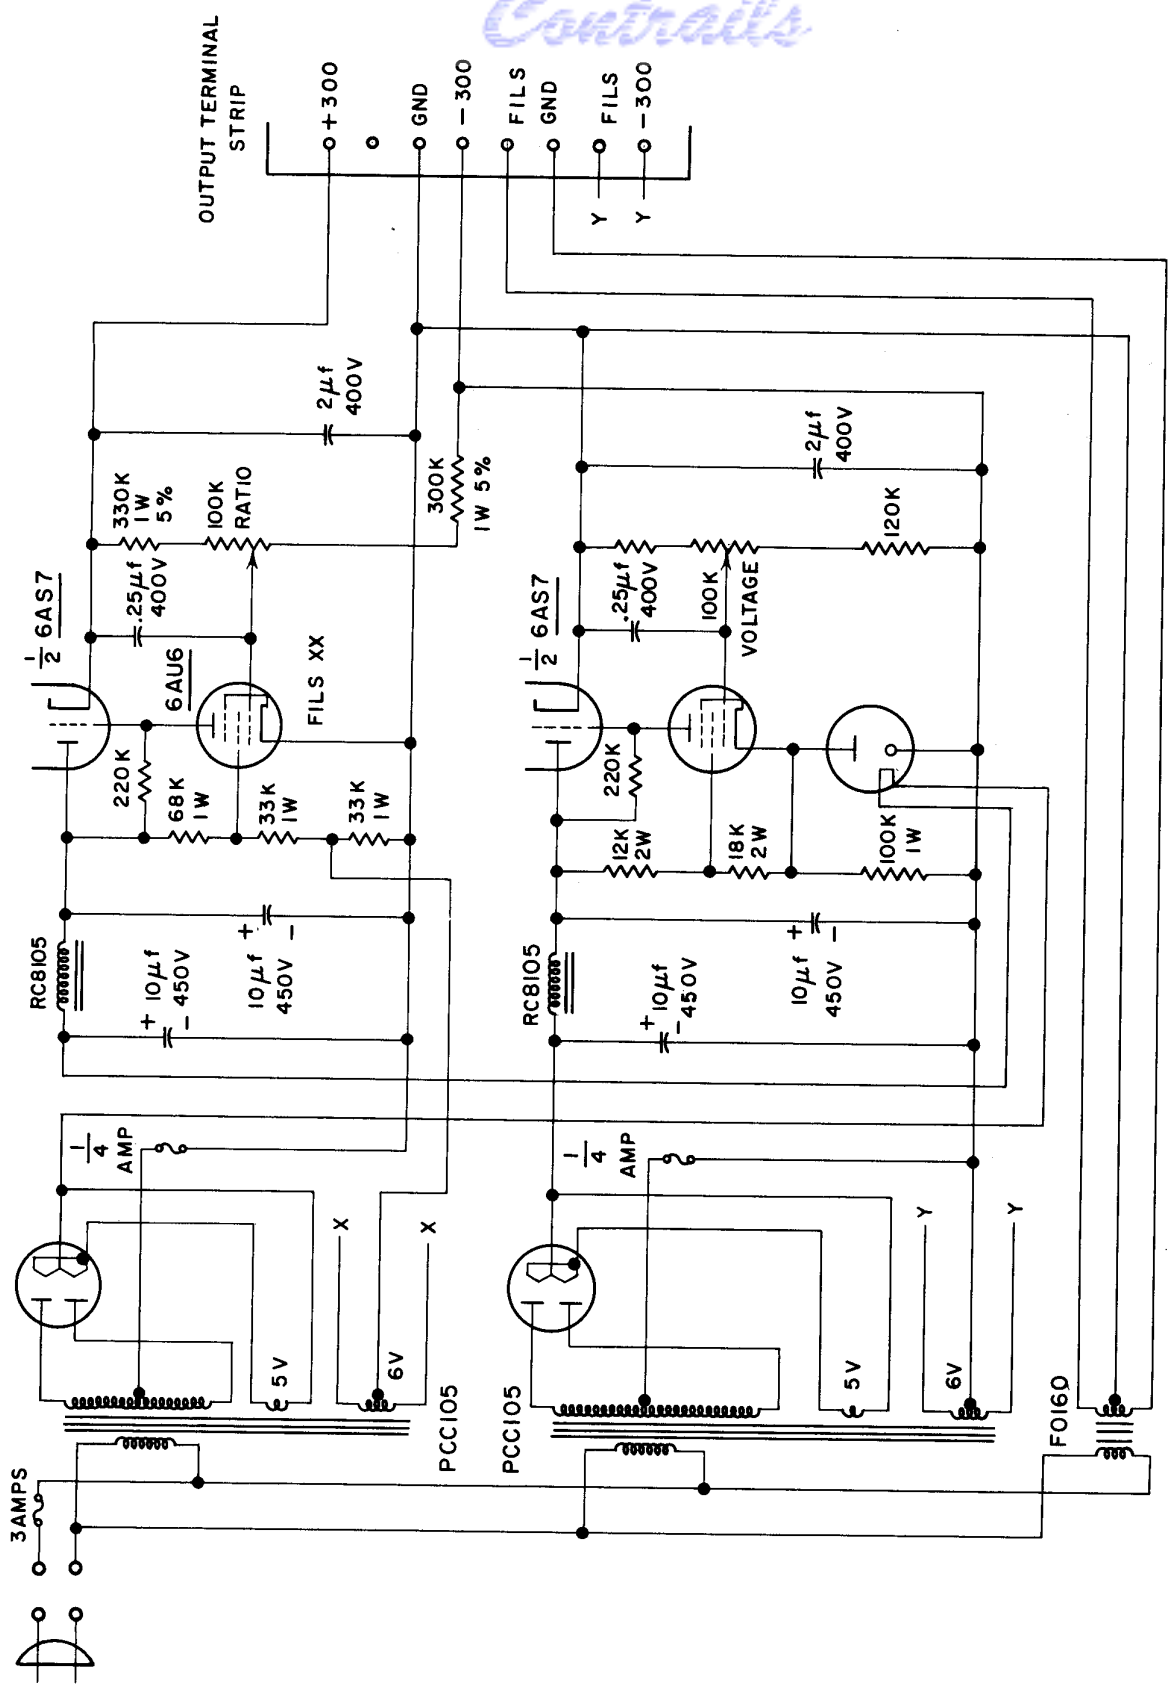 Contrails
OUTPUT TERMINAL
STRIP
+300
GND
-300
FILS
GND
FILS
-300
Y
Y
2µf
400V
330K
1W
5%
100K
RATIO
300K
1W 5%
.25µf
400V
1/2 6AS7
6AU6
FILS XX
220K
68K
1W
33K
1W
33K
1W
RC8105
+
10µf
450V
-
+
10µf
450V
-
1/4
AMP
5V
X
X
6V
PCC105
3 AMPS
2µf
400V
120K
.25µf
400V
100K
VOLTAGE
1/2 6AS7
220K
12K
2W
18K
2W
100K
1W
RC8105
+
10µf
450V
-
+
10µf
450V
-
1/4
AMP
5V
Y
Y
6V
PCC105
FO160